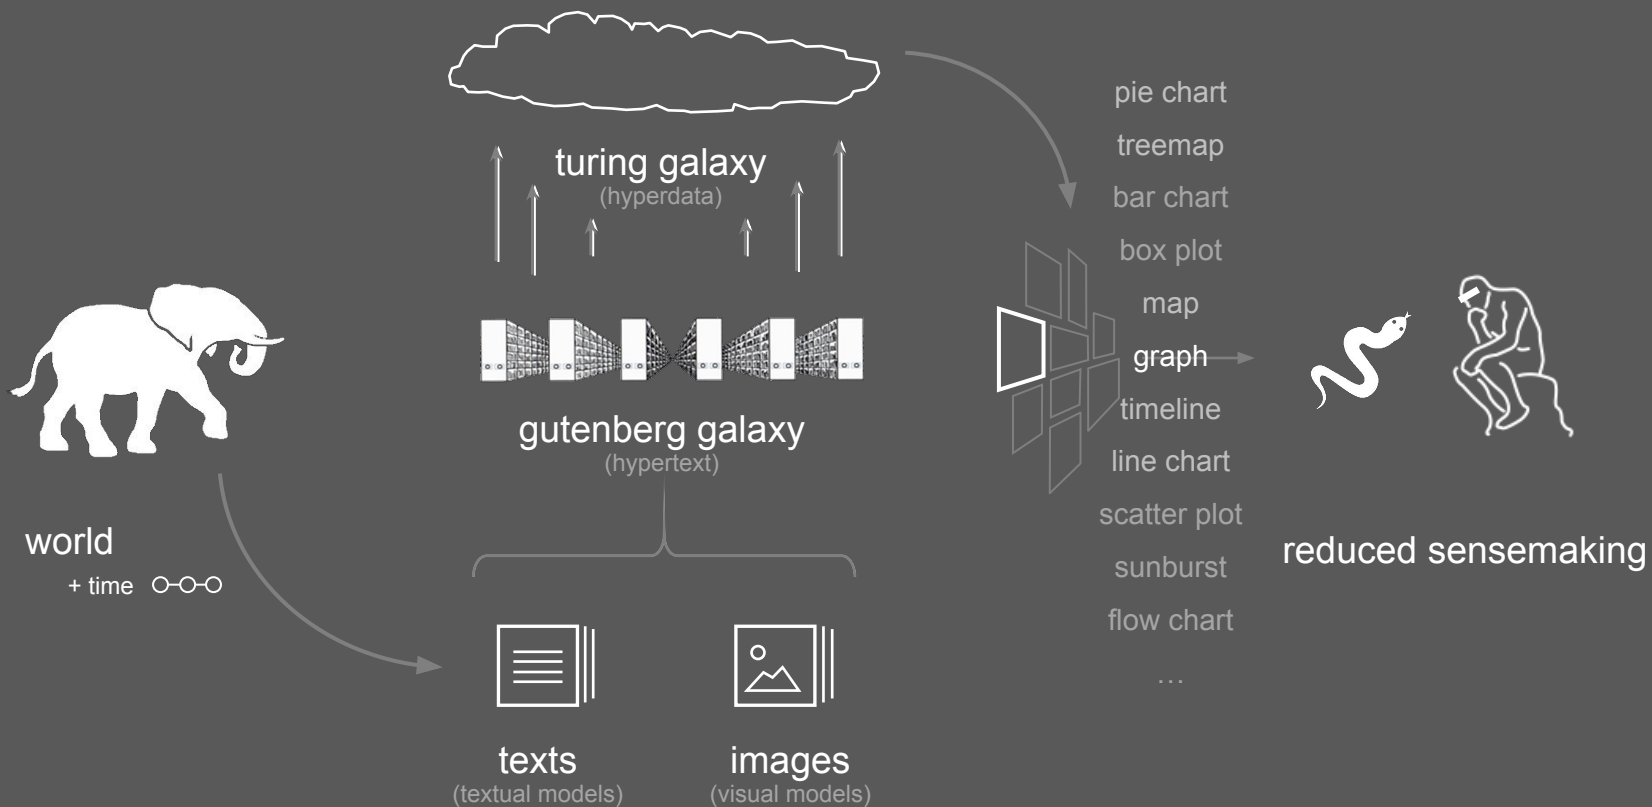 turing galaxy
(hyperdata)
gutenberg galaxy
(hypertext)
world
+ time
texts
(textual models)
images
(visual models)
pie chart
treemap
bar chart
box plot
map
graph
timeline
line chart
scatter plot
sunburst
flow chart
...
reduced sensemaking